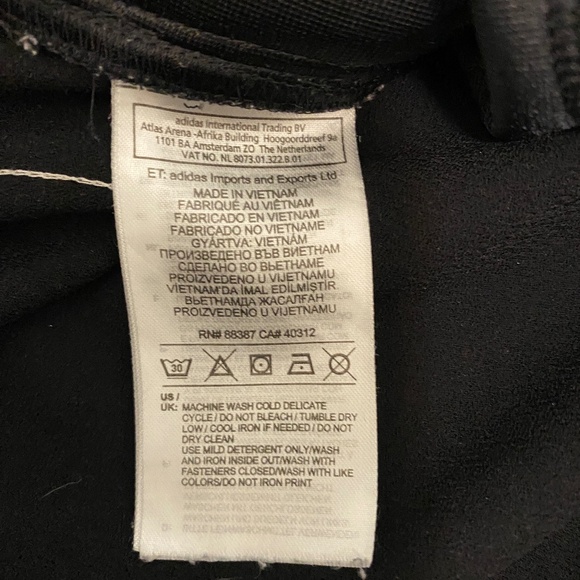 adidas International Trading BV
Atlas Arena -Afrika Building Hoogoorddreef 9a
1101 BA Amsterdam ZO The Netherlands
VAT NO. NL 8073.01.322.B.01
ET: adidas Imports and Exports Ltd
MADE IN VIETNAM
FABRIQUÉ AU VIÊTNAM
FABRICADO EN VIETNAM
FABRICADO NO VIETNAME
GYÁRTVA: VIETNÁM
ПРОИЗВЕДЕНО ВЪВ ВИЕТНАМ
СДЕЛАНО ВО ВЬЕТНАМЕ
PROIZVEDENO U VIJETNAMU
VIETNAM'DA İMAL EDİLMİŞTİR
ВЬЕТНАМДА ЖАСАЛҒАН
PROIZVEDENO U VIJETNAMU
RN# 88387 CA# 40312
30
US /
UK: MACHINE WASH COLD DELICATE
CYCLE / DO NOT BLEACH / TUMBLE DRY
LOW / COOL IRON IF NEEDED / DO NOT
DRY CLEAN
USE MILD DETERGENT ONLY/WASH
AND IRON INSIDE OUT/WASH WITH
FASTENERS CLOSED/WASH WITH LIKE
COLORS/DO NOT IRON PRINT